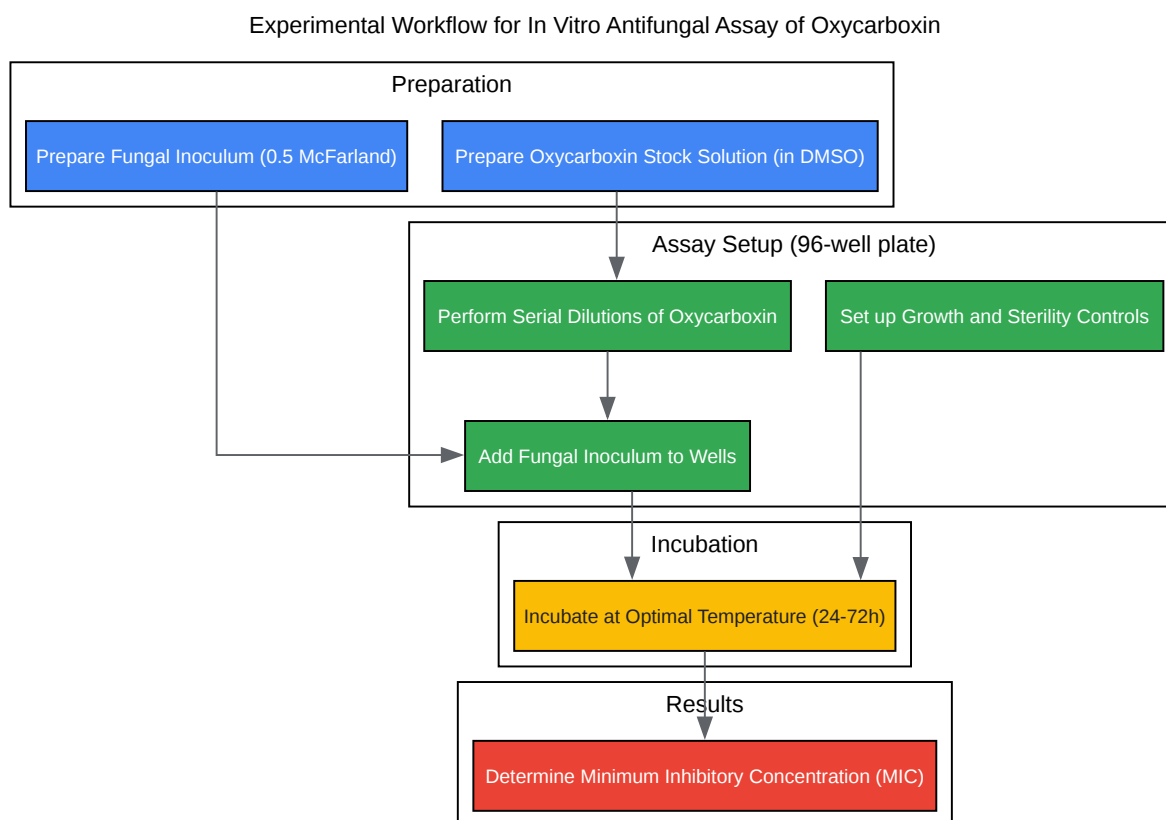 Experimental Workflow for In Vitro Antifungal Assay of Oxycarboxin
Preparation
Prepare Fungal Inoculum (0.5 McFarland)
Prepare Oxycarboxin Stock Solution (in DMSO)
Assay Setup (96-well plate)
Perform Serial Dilutions of Oxycarboxin
Set up Growth and Sterility Controls
Add Fungal Inoculum to Wells
Incubation
Incubate at Optimal Temperature (24-72h)
Results
Determine Minimum Inhibitory Concentration (MIC)